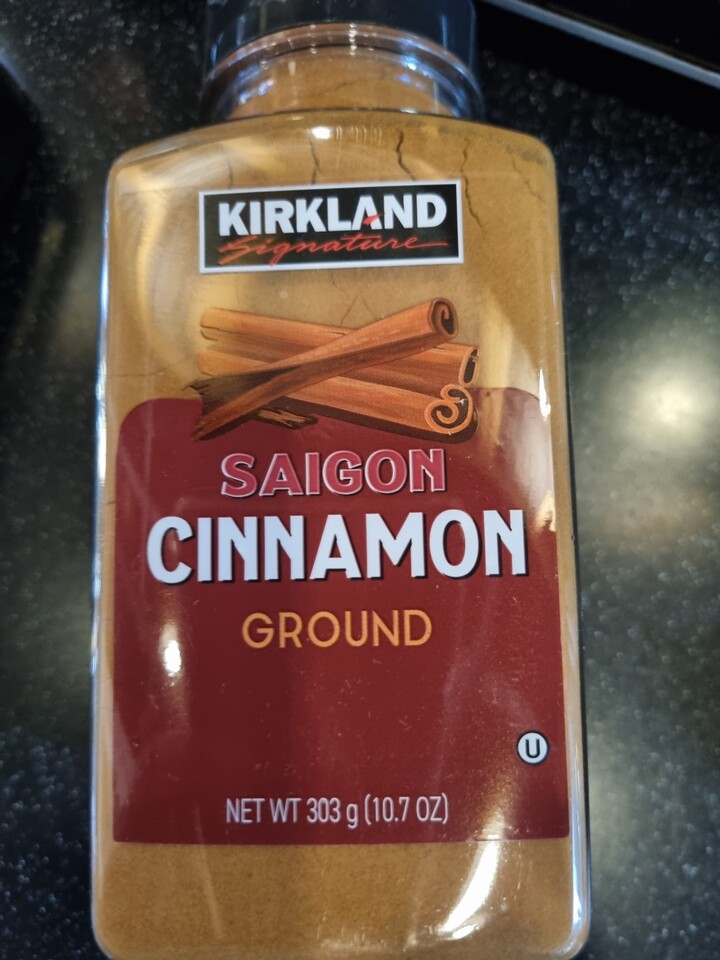 KIRKLAND
Signature
SAIGON
CINNAMON
GROUND
U
NET WT 303 g (10.7 OZ)